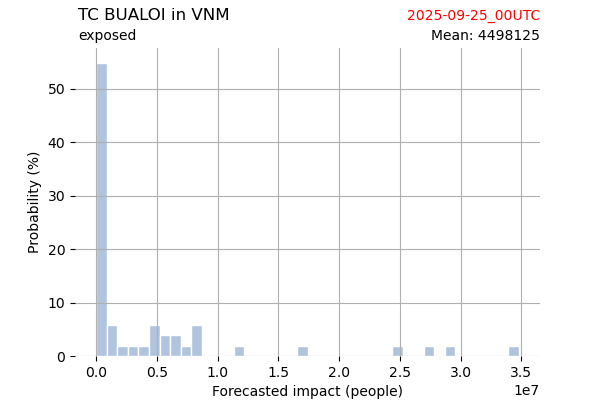 TC BUALOI in VNM
2025-09-25_00UTC
exposed
Mean: 4498125
50
40
30
20
10
0
Probability (%)
0.0 0.5 1.0 1.5 2.0 2.5 3.0 3.5
1e7
Forecasted impact (people)